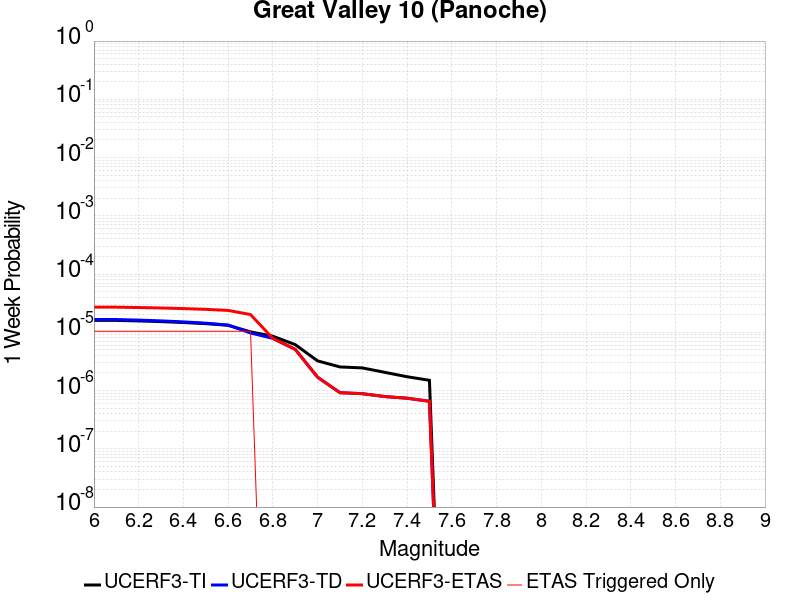 Great Valley 10 (Panoche)
1 Week Probability
10^0
10^-1
10^-2
10^-3
10^-4
10^-5
10^-6
10^-7
10^-8
6 6.2 6.4 6.6 6.8 7 7.2 7.4 7.6 7.8 8 8.2 8.4 8.6 8.8 9
Magnitude
UCERF3-TI UCERF3-TD UCERF3-ETAS ETAS Triggered Only